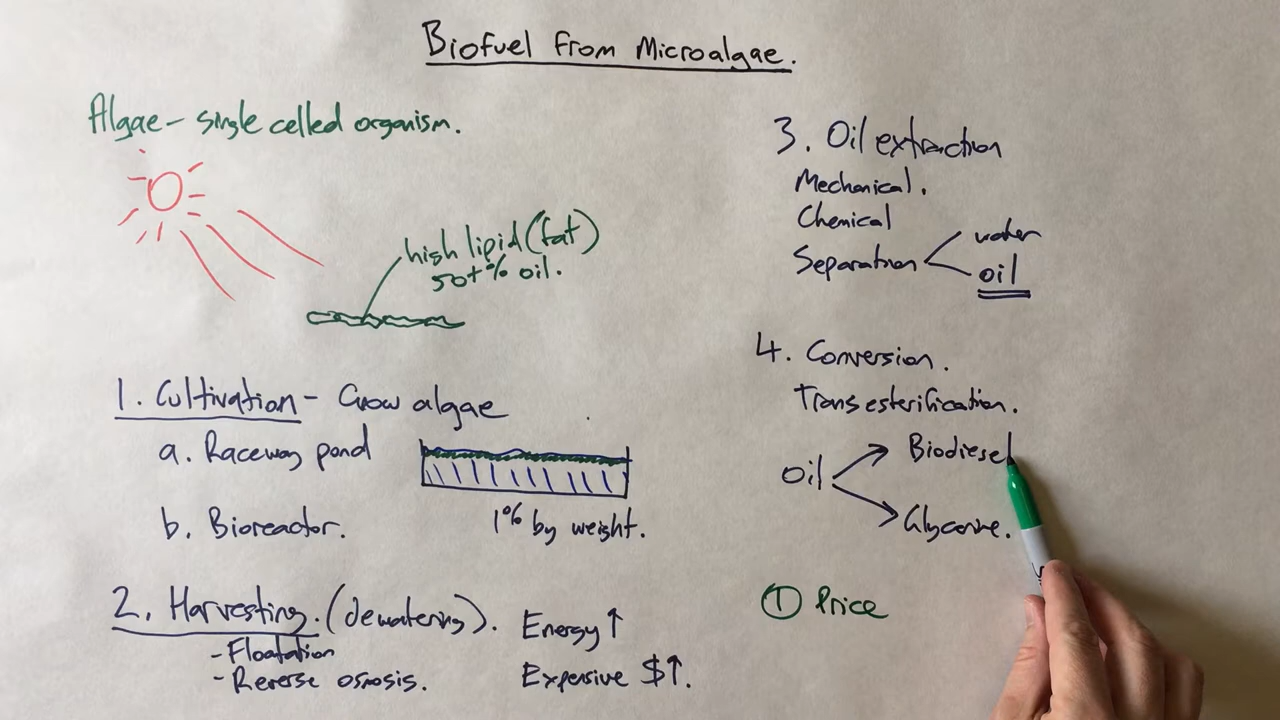 Biofuel from Microalgae.
Algae - single celled organism.
high lipid (fat)
50+% oil.
1. Cultivation - Grow algae
a. Raceway pond
b. Bioreactor.
1% by weight.
2. Harvesting. (dewatering).
- Floatation
- Reverse osmosis.
Energy ↑
Expensive $↑.
3. Oil extraction
Mechanical.
Chemical
Separation
water
oil
4. Conversion.
Transesterification.
Oil
Biodiesel
Glycerine.
① Price